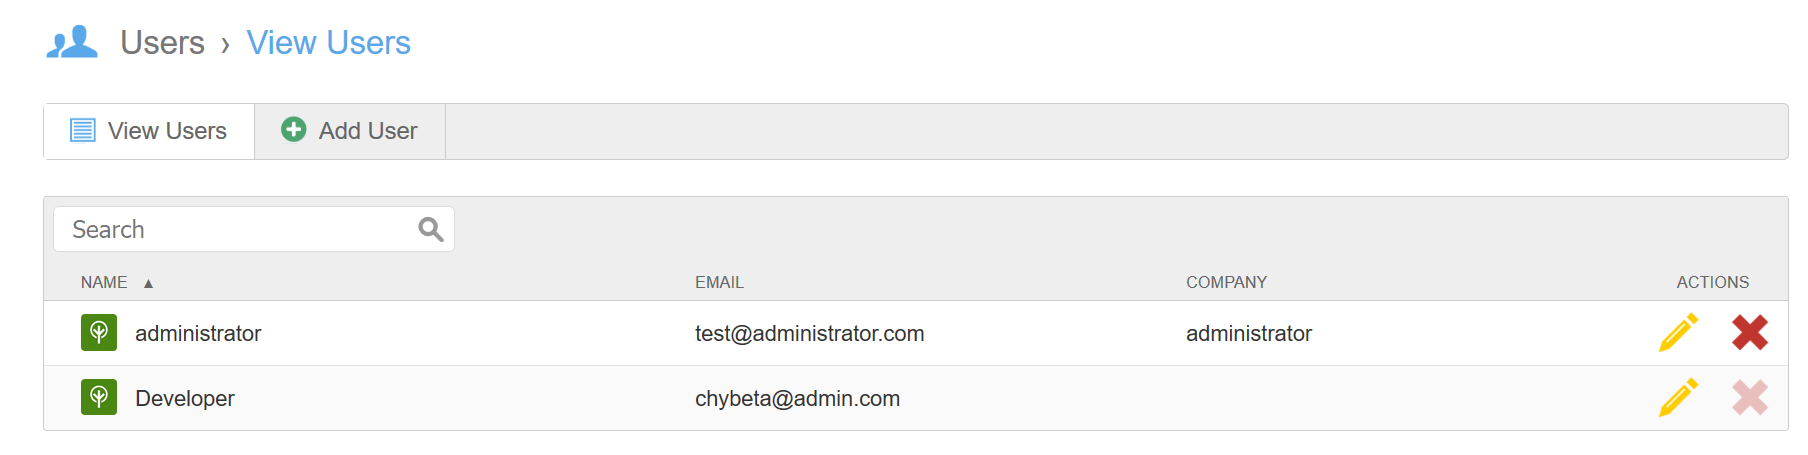 Users › View Users
View Users Add User
Search
NAME ▲ EMAIL COMPANY ACTIONS
administrator test@administrator.com administrator
Developer chybeta@admin.com